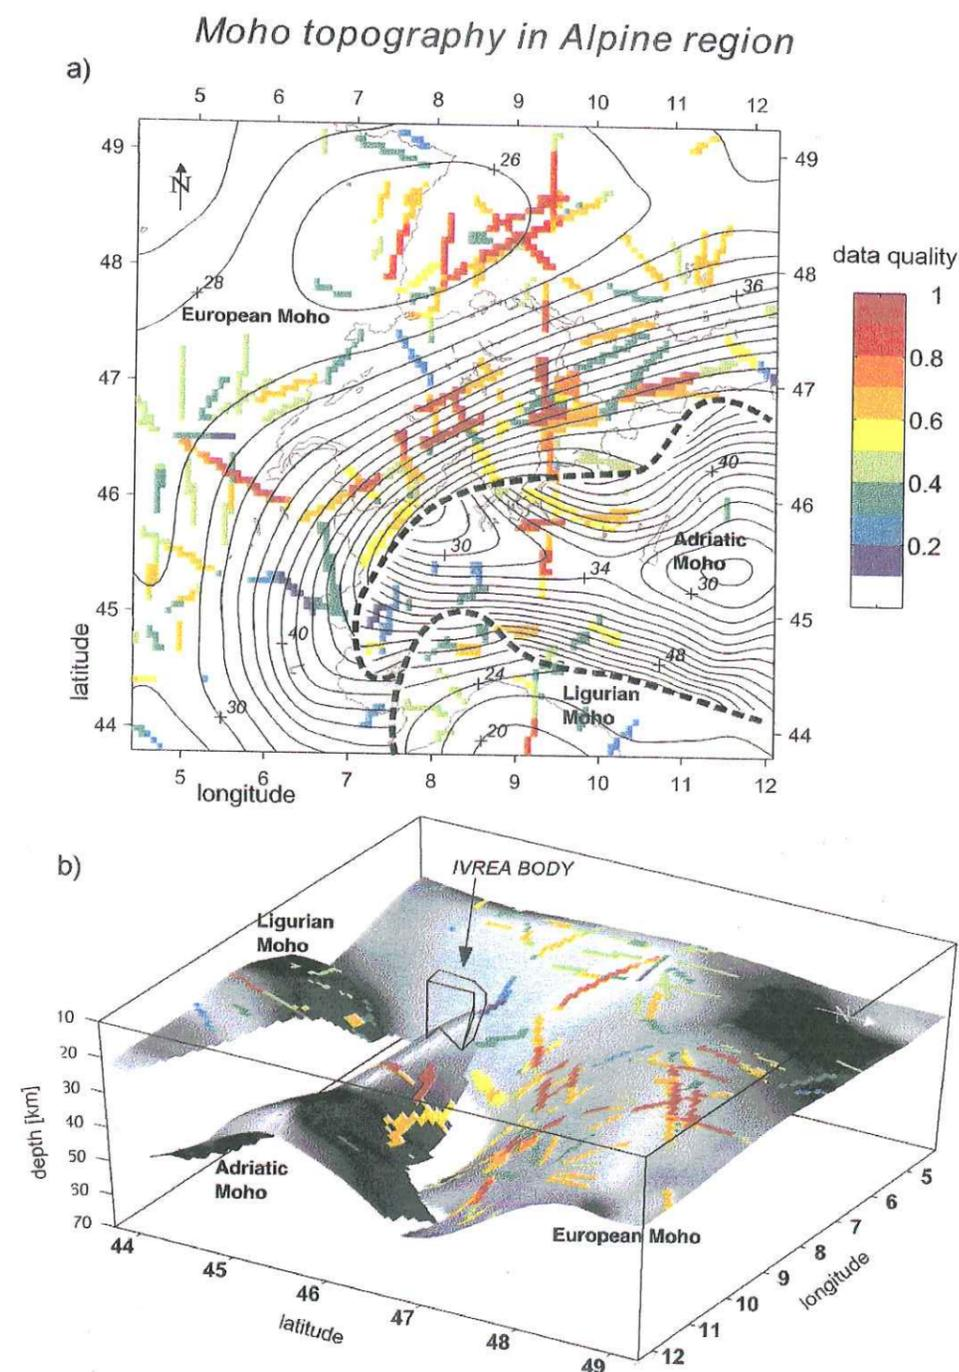 Moho topography in Alpine region
a)
5 6 7 8 9 10 11 12
49 49
N
26
48 48
28
36
European Moho
47 47
46 46
40
30
Adriatic
Moho
34
30
45 45
40
48
24
Ligurian
Moho
30
20
44 44
latitude
5 6 7 8 9 10 11 12
longitude
data quality
1
0.8
0.6
0.4
0.2
b)
IVREA BODY
Ligurian
Moho
N
10
20
30
40
50
60
70
depth [km]
Adriatic
Moho
European Moho
44 45 46 47 48 49
latitude
5 6 7 8 9 10 11 12
longitude